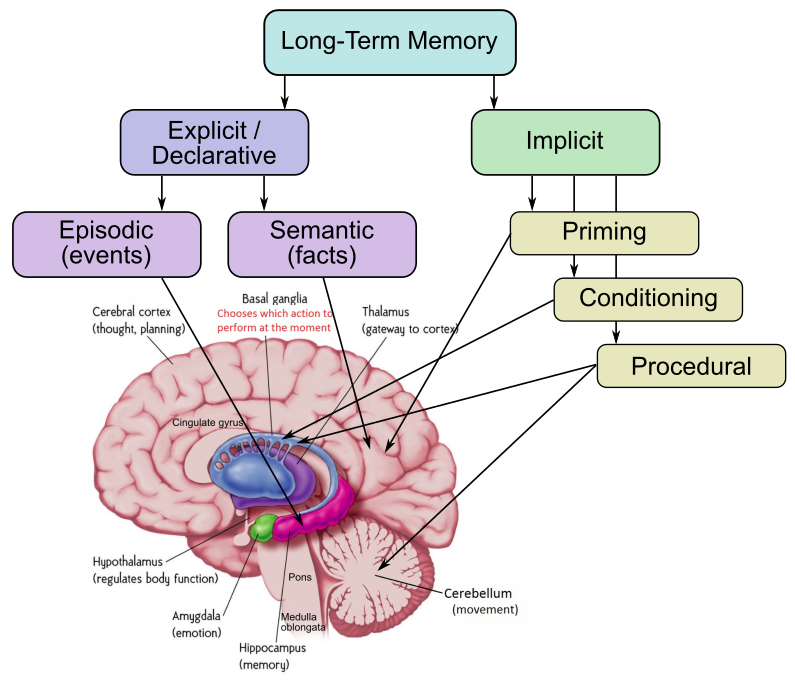 Long-Term Memory
Explicit /
Declarative
Implicit
Episodic
(events)
Semantic
(facts)
Priming
Conditioning
Procedural
Cerebral cortex
(thought, planning)
Basal ganglia
Chooses which action to
perform at the moment
Thalamus
(gateway to cortex)
Cingulate gyrus
Hypothalamus
(regulates body function)
Amygdala
(emotion)
Hippocampus
(memory)
Pons
Medulla
oblongata
Cerebellum
(movement)